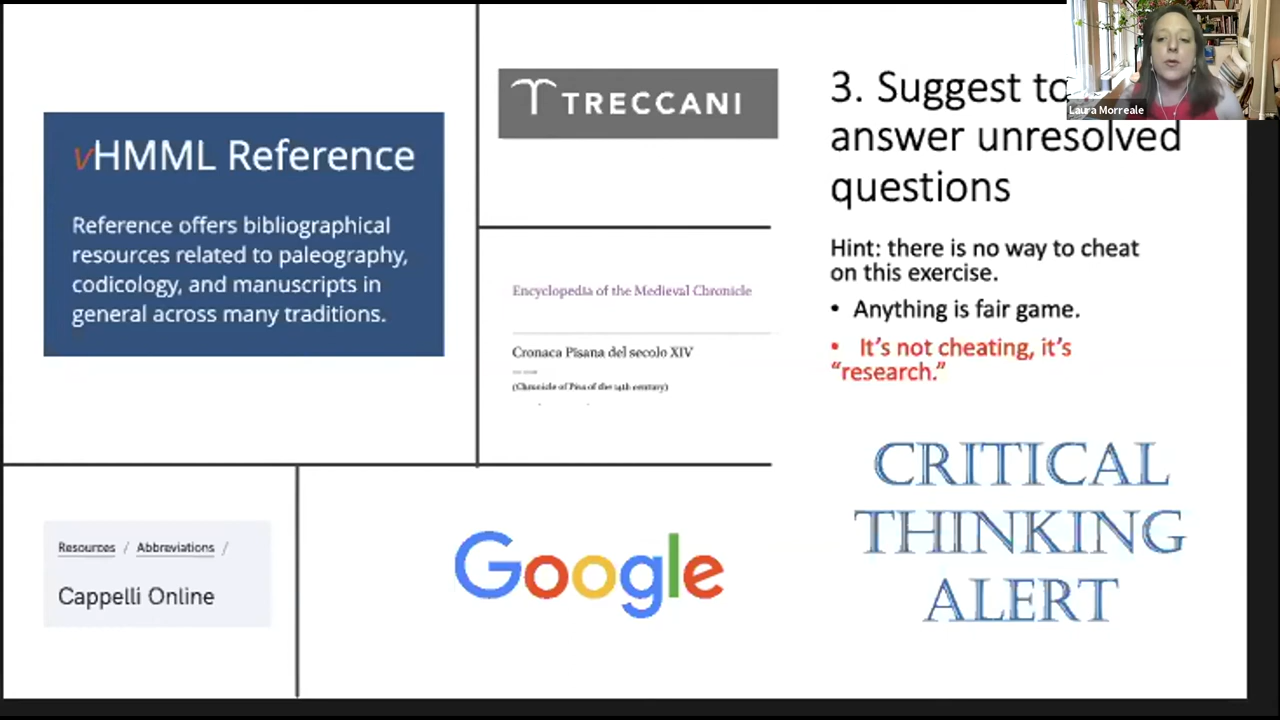 vHMML Reference
Reference offers bibliographical
resources related to paleography,
codicology, and manuscripts in
general across many traditions.
TRECCANI
Encyclopedia of the Medieval Chronicle
Cronaca Pisana del secolo XIV
(Chronicle of Pisa of the 14th century)
Resources / Abbreviations /
Cappelli Online
Google
3. Suggest
answer unresolved
questions
Hint: there is no way to cheat
on this exercise.
• Anything is fair game.
• It's not cheating, it's
“research.”
CRITICAL
THINKING
ALERT
Laura Morreale